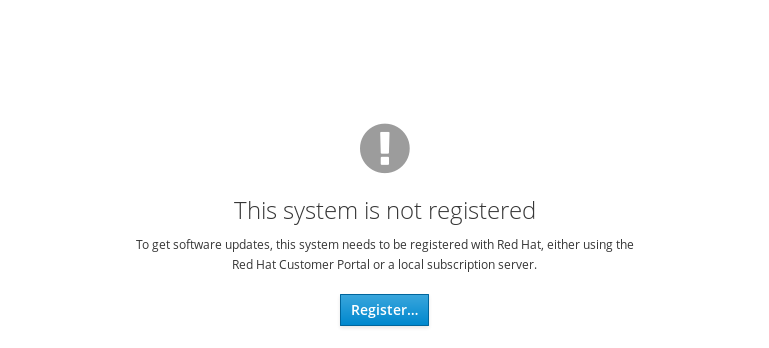 This system is not registered
To get software updates, this system needs to be registered with Red Hat, either using the
Red Hat Customer Portal or a local subscription server.
Register...